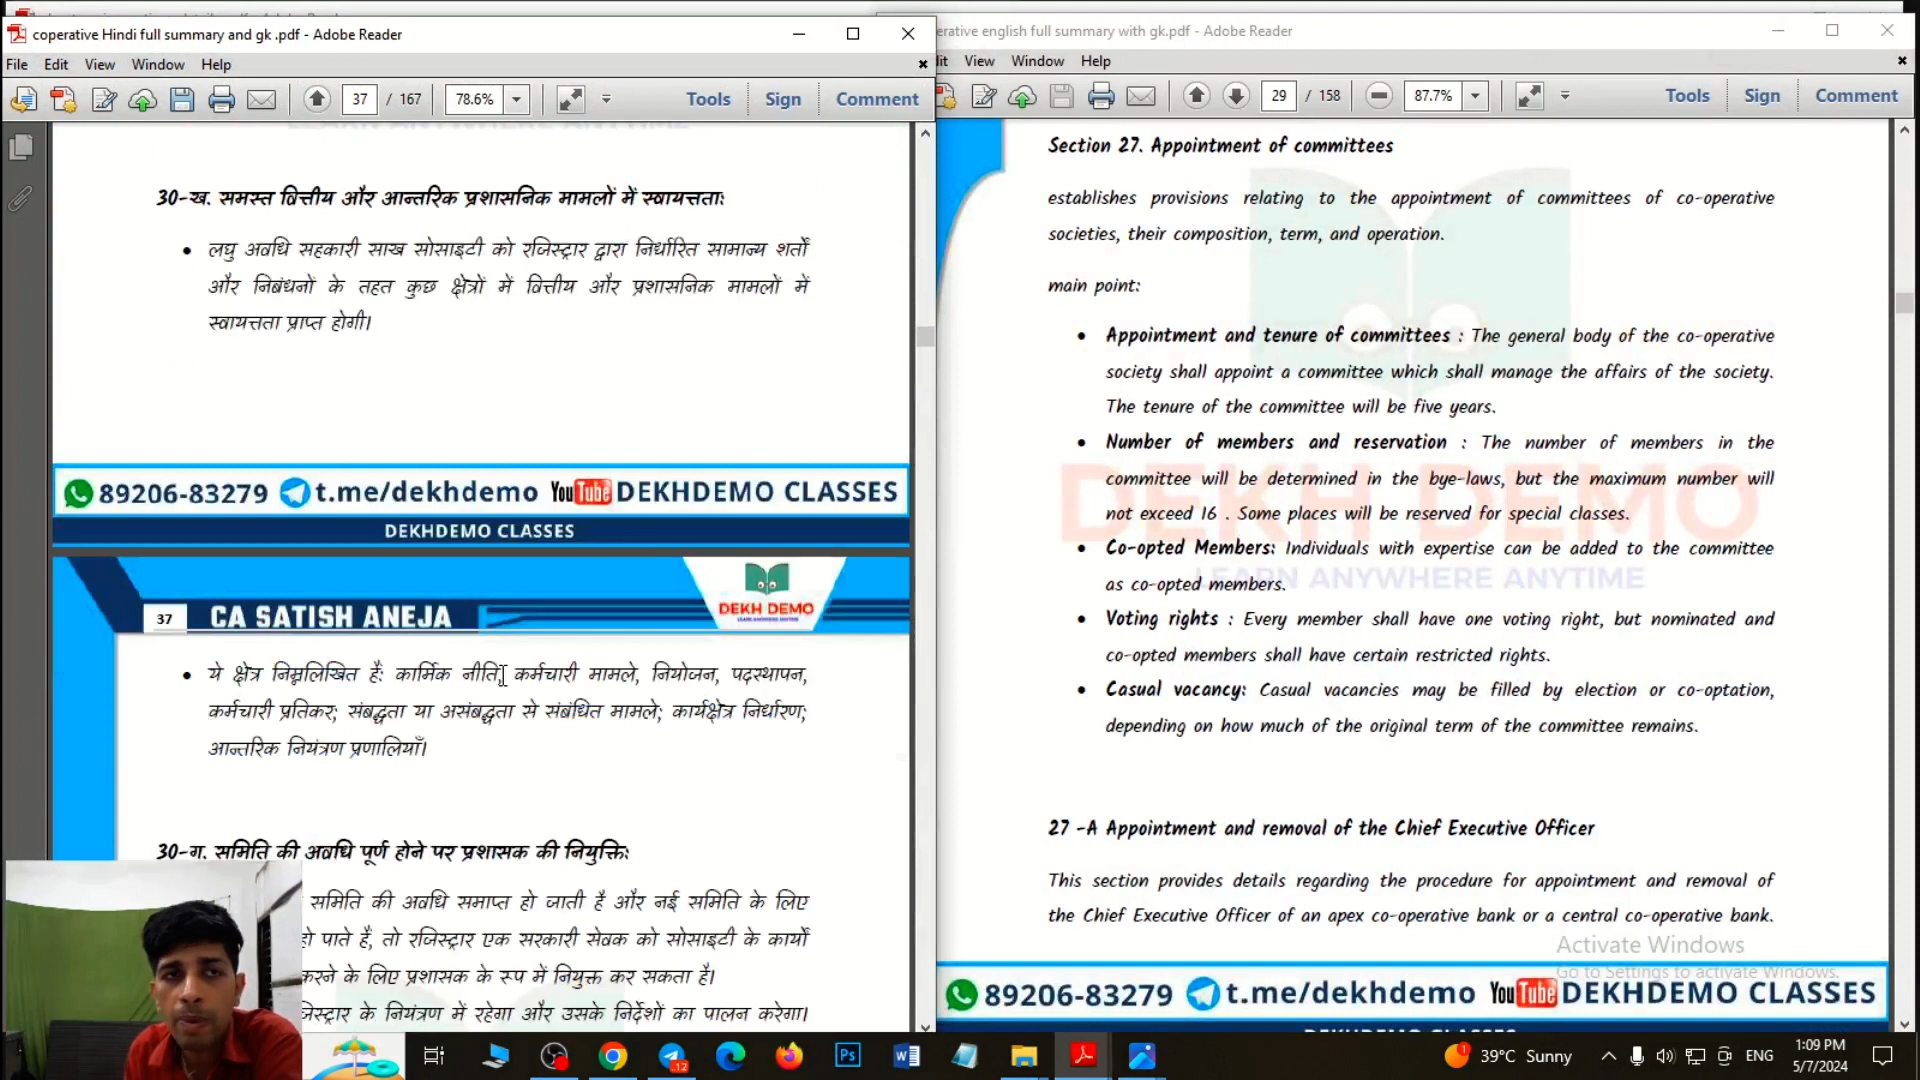 coperative Hindi full summary and gk .pdf - Adobe Reader
File Edit View Window Help
37 / 167 78.6% Tools Sign Comment
30-ख. समस्त वित्तीय और आन्तरिक प्रशासनिक मामलों में स्वायत्तता:
• लघु अवधि सहकारी साख सोसाइटी को रजिस्ट्रार द्वारा निर्धारित सामान्य शर्तों
और निबंधनों के तहत कुछ क्षेत्रों में वित्तीय और प्रशासनिक मामलों में
स्वायत्तता प्राप्त होगी।
89206-83279 t.me/dekhdemo YouTube DEKHDEMO CLASSES
DEKHDEMO CLASSES
37 CA SATISH ANEJA
DEKH DEMO
LEARN ANYWHERE ANYTIME
• ये क्षेत्र निम्नलिखित हैं: कार्मिक नीति, कर्मचारी मामले, नियोजन, पदस्थापन,
कर्मचारी प्रतिकर; संबद्धता या असंबद्धता से संबंधित मामले; कार्यक्षेत्र निर्धारण;
आन्तरिक नियंत्रण प्रणालियाँ।
30-ग. समिति की अवधि पूर्ण होने पर प्रशासक की नियुक्ति:
समिति की अवधि समाप्त हो जाती है और नई समिति के लिए
हो पाते हैं, तो रजिस्ट्रार एक सरकारी सेवक को सोसाइटी के कार्यों
करने के लिए प्रशासक के रूप में नियुक्त कर सकता है।
के नियंत्रण में रहेगा और उसके निर्देशों का पालन करेगा।
erative english full summary with gk.pdf - Adobe Reader
it View Window Help
29 / 158 87.7% Tools Sign Comment
Section 27. Appointment of committees
establishes provisions relating to the appointment of committees of co-operative
societies, their composition, term, and operation.
main point:
• Appointment and tenure of committees : The general body of the co-operative
society shall appoint a committee which shall manage the affairs of the society.
The tenure of the committee will be five years.
• Number of members and reservation : The number of members in the
committee will be determined in the bye-laws, but the maximum number will
not exceed 16 . Some places will be reserved for special classes.
• Co-opted Members: Individuals with expertise can be added to the committee
as co-opted members.
• Voting rights : Every member shall have one voting right, but nominated and
co-opted members shall have certain restricted rights.
• Casual vacancy: Casual vacancies may be filled by election or co-optation,
depending on how much of the original term of the committee remains.
DEKH DEMO
LEARN ANYWHERE ANYTIME
27 -A Appointment and removal of the Chief Executive Officer
This section provides details regarding the procedure for appointment and removal of
the Chief Executive Officer of an apex co-operative bank or a central co-operative bank.
Activate Windows
Go to Settings to activate Windows.
89206-83279 t.me/dekhdemo YouTube DEKHDEMO CLASSES
39°C Sunny ENG 1:09 PM
5/7/2024